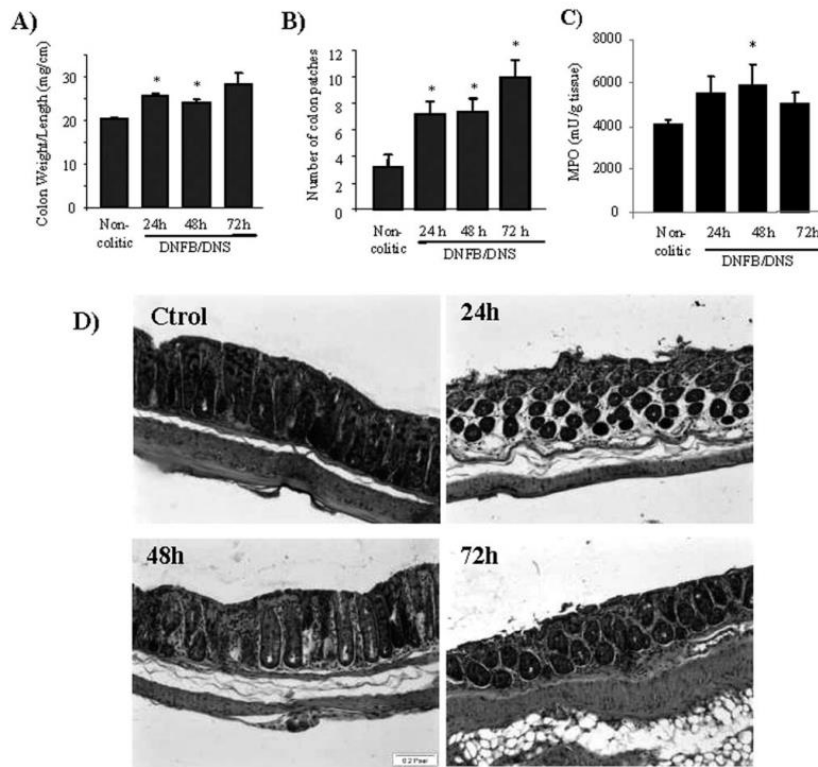 A)
Colon Weight/Length (mg/cm)
30
20
10
0
*
*
Non-
colitic
24h
48h
72h
DNFB/DNS
B)
Number of colon patches
12
10
8
6
4
2
0
*
*
*
Non-
colitic
24 h
48 h
72 h
DNFB/DNS
C)
MPO (mU/g tissue)
8000
6000
4000
2000
0
*
Non-
colitic
24h
48h
72h
DNFB/DNS
D)
Ctrol
24h
48h
72h